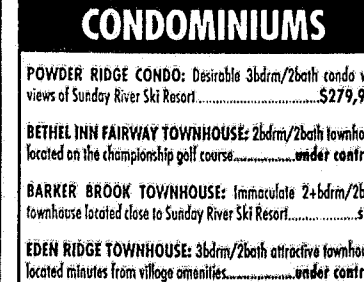 CONDOMINIUMS
POWDER RIDGE CONDO: Desirable 3bdrm/2bath condo
views of Sunday River Ski Resort....................$279,9
BETHEL INN FAIRWAY TOWNHOUSE: 2bdrm/2bath townho
located on the championship golf course...............under contr
BARKER BROOK TOWNHOUSE: Immaculate 2+bdrm/2b
townhouse located close to Sunday River Ski Resort.................$
EDEN RIDGE TOWNHOUSE: 3bdrm/2bath attractive townhou
located minutes from village amenities................under contr